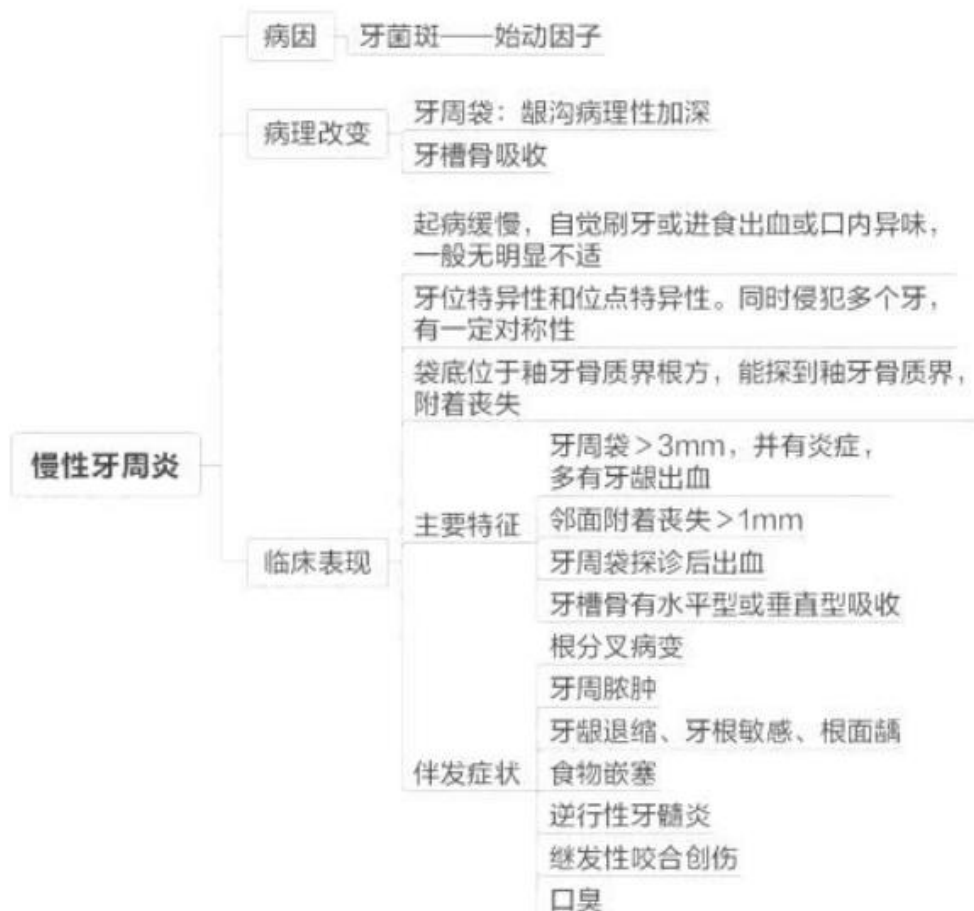 病因
牙菌斑——始动因子
病理改变
牙周袋：龈沟病理性加深
牙槽骨吸收
起病缓慢，自觉刷牙或进食出血或口内异味，
一般无明显不适
牙位特异性和位点特异性。同时侵犯多个牙，
有一定对称性
袋底位于釉牙骨质界根方，能探到釉牙骨质界，
附着丧失
慢性牙周炎
临床表现
主要特征
牙周袋＞3mm，并有炎症，
多有牙龈出血
邻面附着丧失＞1mm
牙周袋探诊后出血
牙槽骨有水平型或垂直型吸收
伴发症状
根分叉病变
牙周脓肿
牙龈退缩、牙根敏感、根面龋
食物嵌塞
逆行性牙髓炎
继发性咬合创伤
口臭